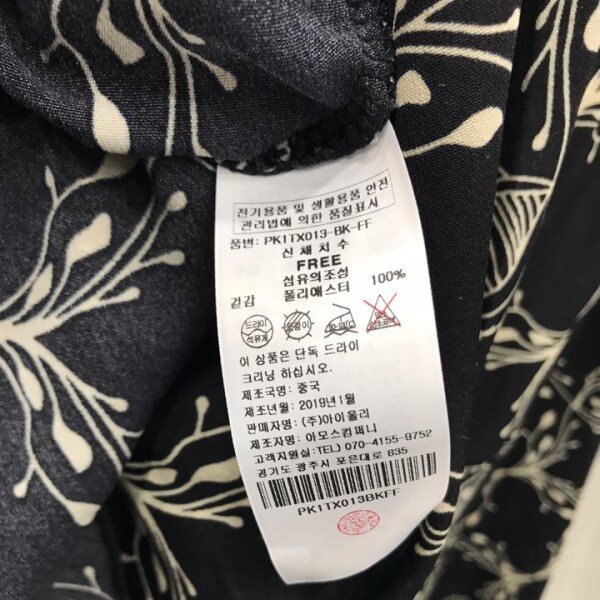 전기용품 및 생활용품 안전
관리법에 의한 품질표시
품번: PK1TX013-BK-FF
신체치수
FREE
섬유의조성
겉감 폴리에스터 100%
드라이
석유계
이 상품은 단독 드라이
크리닝 하십시오.
제조국명: 중국
제조년월: 2019년1월
판매자명: (주)아이올리
제조자명: 아모스컴퍼니
고객지원실:TEL) 070-4155-9752
경기도 광주시 포은대로 635
PK1TX013BKFF